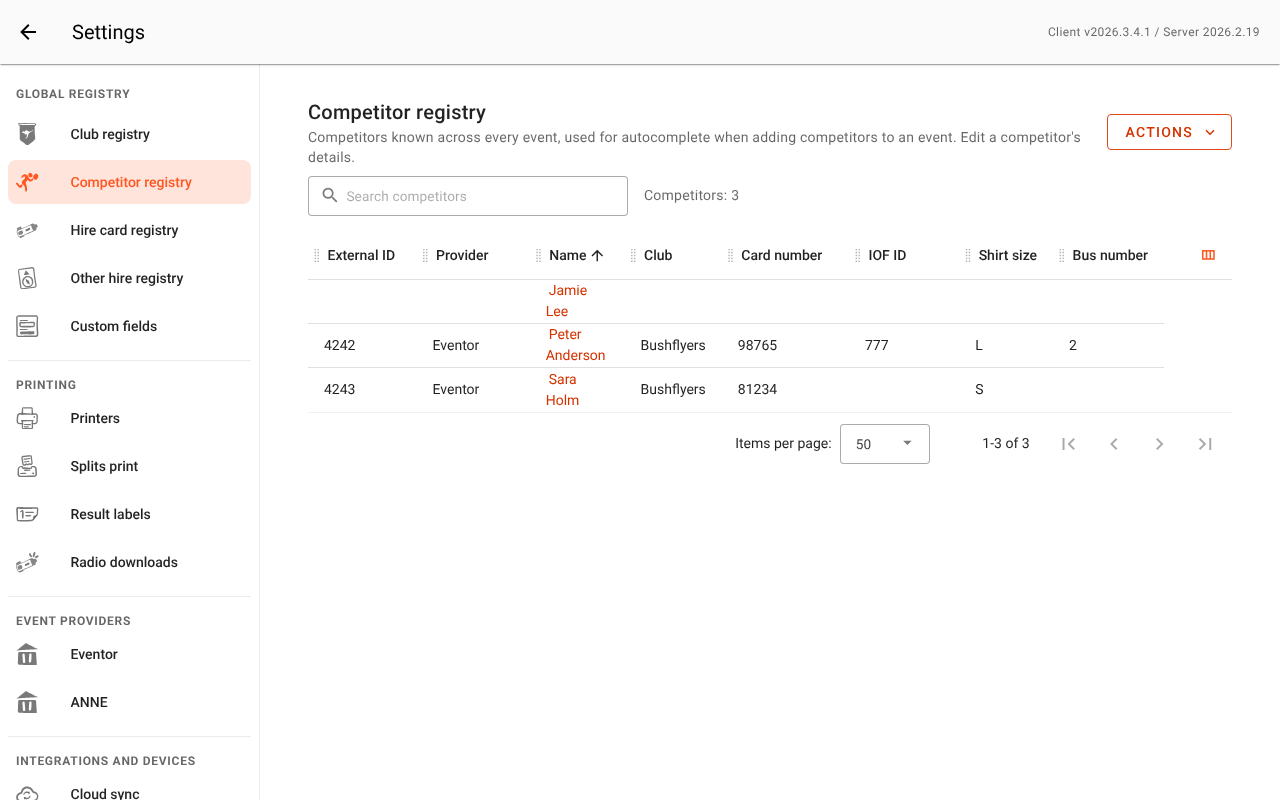 Settings
Client v2026.3.4.1 / Server 2026.2.19
GLOBAL REGISTRY
Club registry
Competitor registry
Hire card registry
Other hire registry
Custom fields
PRINTING
Printers
Splits print
Result labels
Radio downloads
EVENT PROVIDERS
Eventor
ANNE
INTEGRATIONS AND DEVICES
Cloud sync
Competitor registry
Competitors known across every event, used for autocomplete when adding competitors to an event. Edit a competitor's
details.
ACTIONS
Search competitors
Competitors: 3
External ID Provider Name Club Card number IOF ID Shirt size Bus number
Jamie
Lee
4242 Eventor Peter Anderson Bushflyers 98765 777 L 2
4243 Eventor Sara Holm Bushflyers 81234 S
Items per page: 50 1-3 of 3